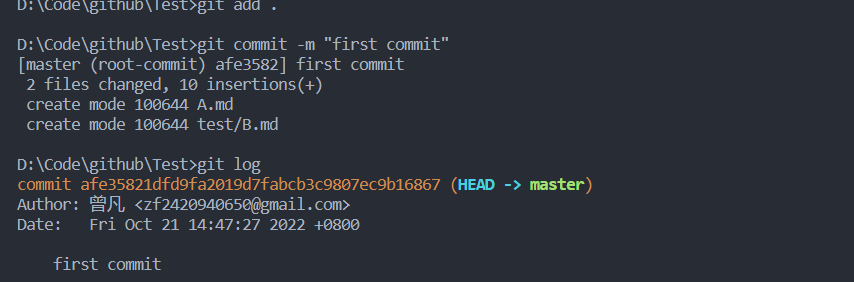 D:\Code\github\Test>git add .
D:\Code\github\Test>git commit -m "first commit"
[master (root-commit) afe3582] first commit
 2 files changed, 10 insertions(+)
 create mode 100644 A.md
 create mode 100644 test/B.md
D:\Code\github\Test>git log
commit afe35821dfd9fa2019d7fabcb3c9807ec9b16867 (HEAD -> master)
Author: 曾凡 <zf2420940650@gmail.com>
Date:   Fri Oct 21 14:47:27 2022 +0800
    first commit